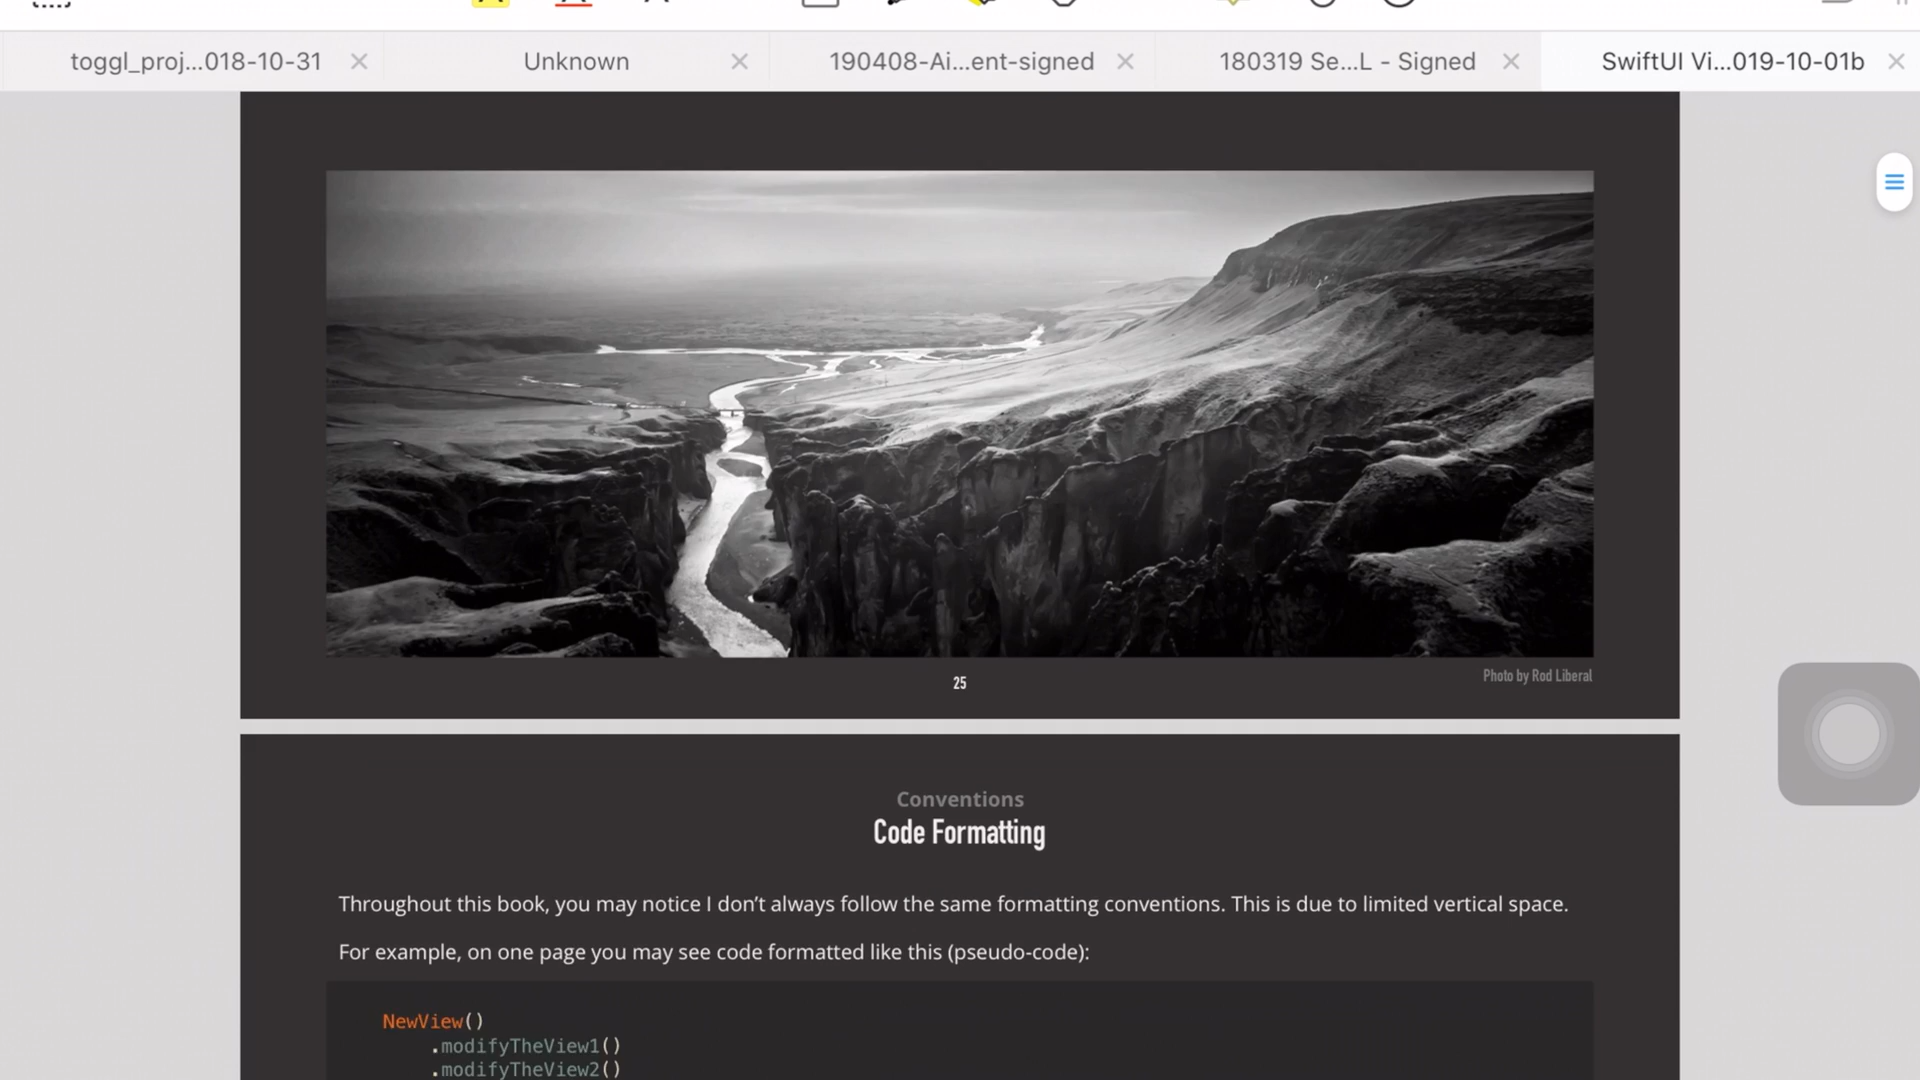 toggl_proj...018-10-31
Unknown
190408-Ai...ent-signed
180319 Se...L - Signed
SwiftUI Vi...019-10-01b
25
Photo by Rod Liberal
Conventions
Code Formatting
Throughout this book, you may notice I don’t always follow the same formatting conventions. This is due to limited vertical space.
For example, on one page you may see code formatted like this (pseudo-code):
NewView()
.modifyTheView1()
.modifyTheView2()